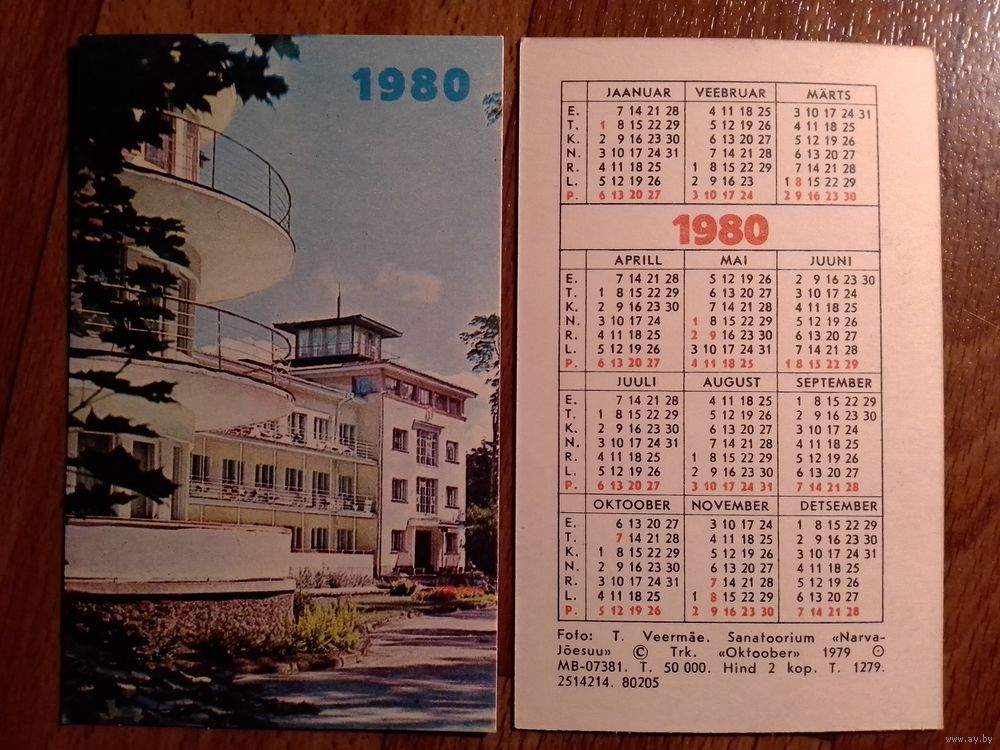 1980
JAANUAR VEEBRUAR MÄRTS
E. 7 14 21 28 4 11 18 25 3 10 17 24 31
T. 1 8 15 22 29 5 12 19 26 4 11 18 25
K. 2 9 16 23 30 6 13 20 27 5 12 19 26
N. 3 10 17 24 31 7 14 21 28 6 13 20 27
R. 4 11 18 25 1 8 15 22 29 7 14 21 28
L. 5 12 19 26 2 9 16 23 1 8 15 22 29
P. 6 13 20 27 3 10 17 24 2 9 16 23 30
1980
APRILL MAI JUUNI
E. 7 14 21 28 5 12 19 26 2 9 16 23 30
T. 1 8 15 22 29 6 13 20 27 3 10 17 24
K. 2 9 16 23 30 7 14 21 28 4 11 18 25
N. 3 10 17 24 1 8 15 22 29 5 12 19 26
R. 4 11 18 25 2 9 16 23 30 6 13 20 27
L. 5 12 19 26 3 10 17 24 31 7 14 21 28
P. 6 13 20 27 4 11 18 25 1 8 15 22 29
JUULI AUGUST SEPTEMBER
E. 7 14 21 28 4 11 18 25 1 8 15 22 29
T. 1 8 15 22 29 5 12 19 26 2 9 16 23 30
K. 2 9 16 23 30 6 13 20 27 3 10 17 24
N. 3 10 17 24 31 7 14 21 28 4 11 18 25
R. 4 11 18 25 1 8 15 22 29 5 12 19 26
L. 5 12 19 26 2 9 16 23 30 6 13 20 27
P. 6 13 20 27 3 10 17 24 31 7 14 21 28
OKTOOBER NOVEMBER DETSEMBER
E. 6 13 20 27 3 10 17 24 1 8 15 22 29
T. 7 14 21 28 4 11 18 25 2 9 16 23 30
K. 1 8 15 22 29 5 12 19 26 3 10 17 24 31
N. 2 9 16 23 30 6 13 20 27 4 11 18 25
R. 3 10 17 24 31 7 14 21 28 5 12 19 26
L. 4 11 18 25 1 8 15 22 29 6 13 20 27
P. 5 12 19 26 2 9 16 23 30 7 14 21 28
Foto: T. Veermäe. Sanatoorium «Narva-
Jõesuu» © Trk. «Oktoober» 1979
MB-07381. T. 50 000. Hind 2 kop. T. 1279.
2514214. 80205
www.ay.by